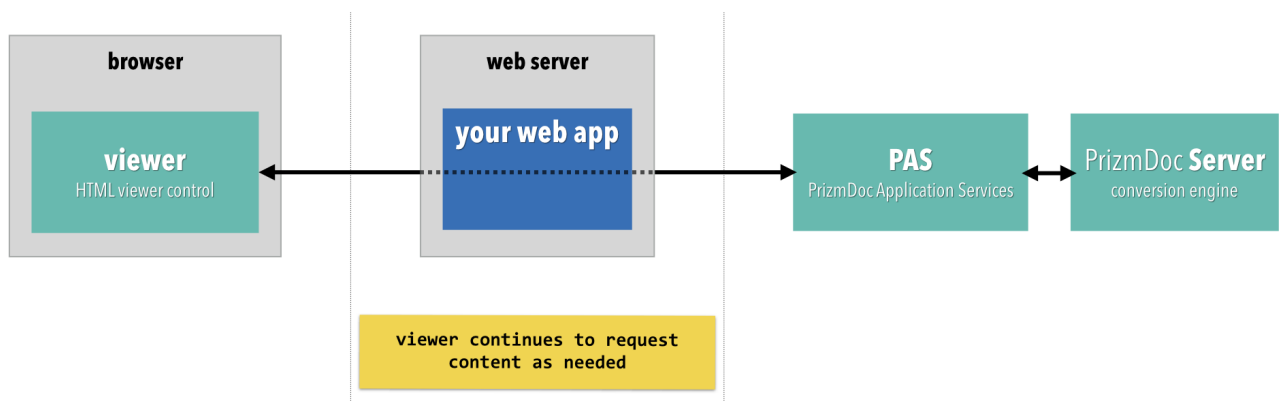 browser
viewer
HTML viewer control
web server
your web app
PAS
PrizmDoc Application Services
PrizmDoc Server
conversion engine
viewer continues to request
content as needed